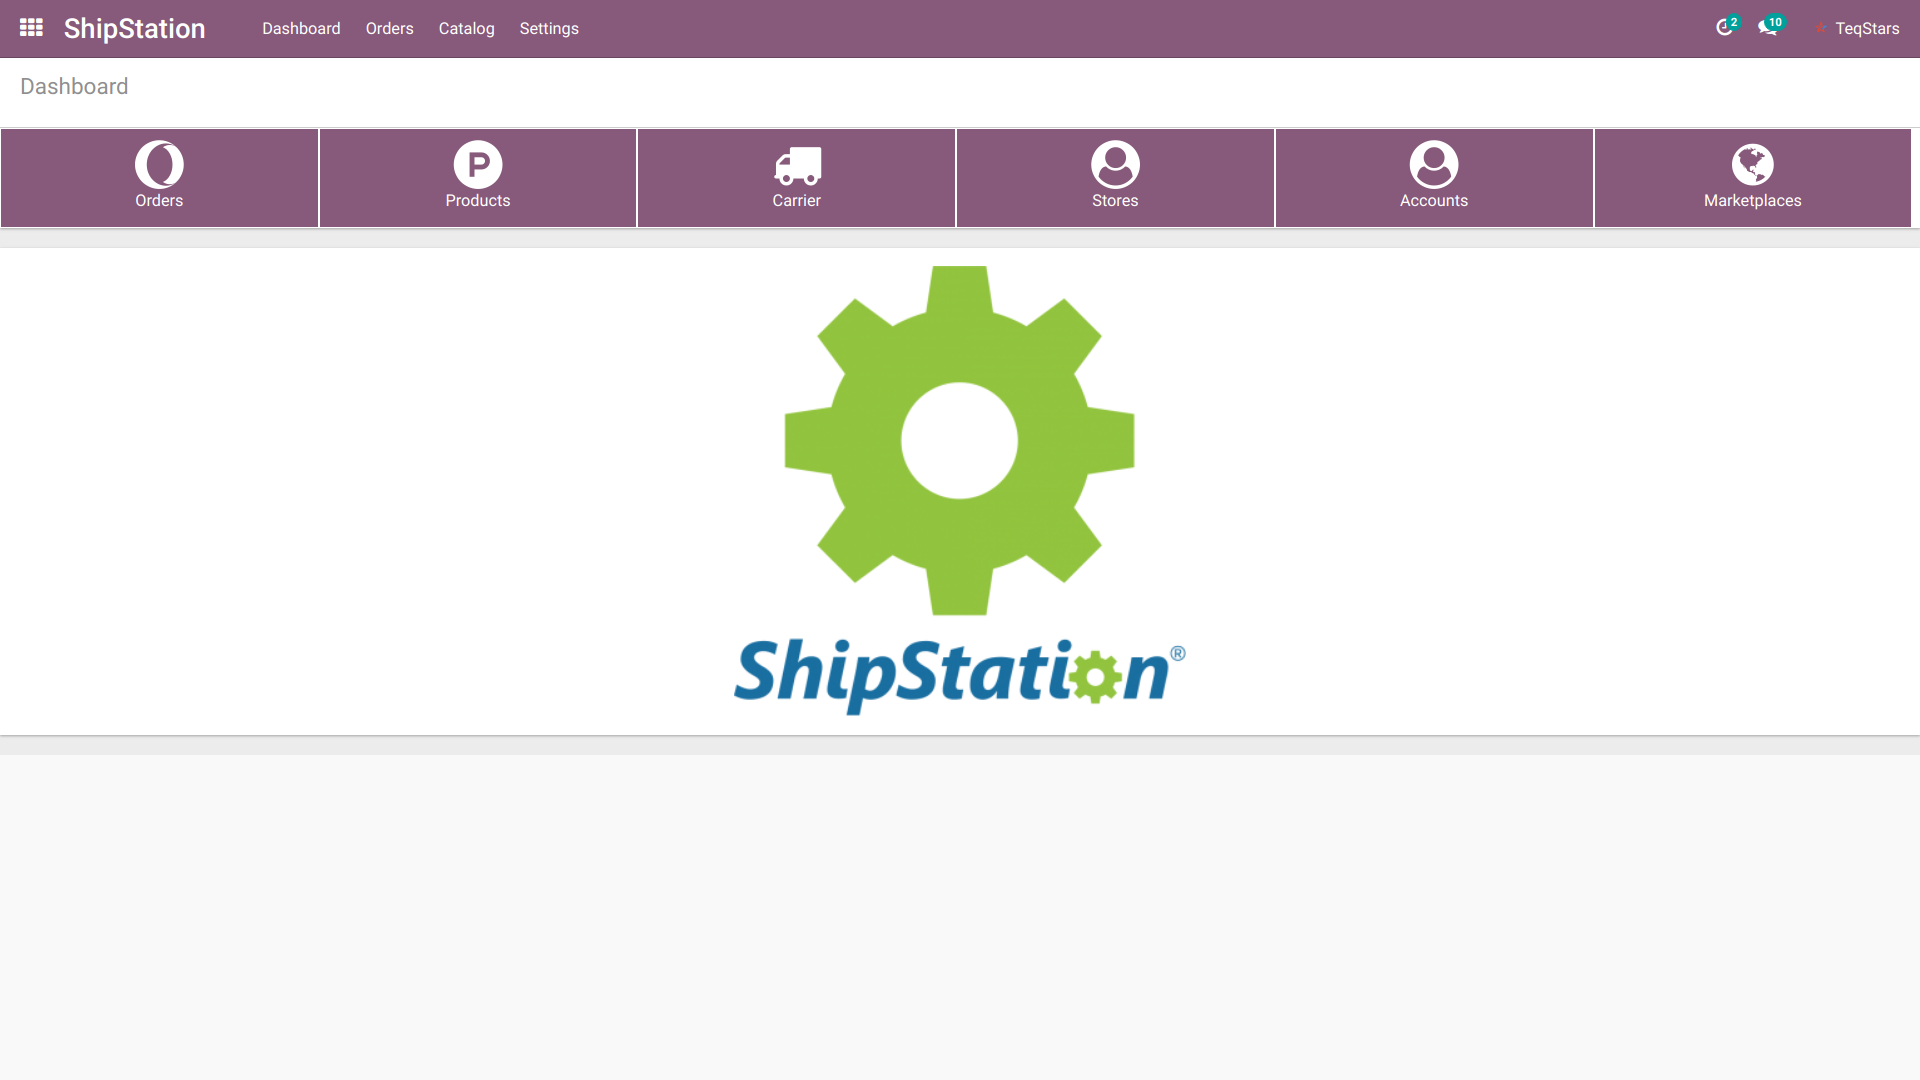 ShipStation Dashboard Orders Catalog Settings 2 10 TeqStars
Dashboard
Orders Products Carrier Stores Accounts Marketplaces
ShipStation®